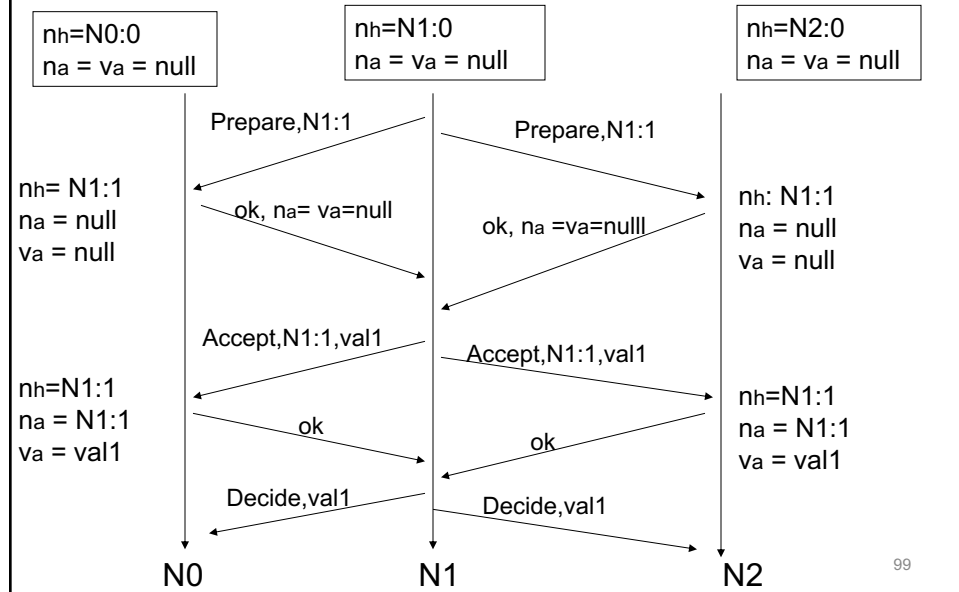 nh=N0:0
na = va = null
nh=N1:0
na = va = null
nh=N2:0
na = va = null
Prepare,N1:1
Prepare,N1:1
nh= N1:1
na = null
va = null
ok, na= va=null
ok, na =va=nulll
nh: N1:1
na = null
va = null
Accept,N1:1,val1
Accept,N1:1,val1
nh=N1:1
na = N1:1
va = val1
ok
ok
nh=N1:1
na = N1:1
va = val1
Decide,val1
Decide,val1
N0
N1
N2
99